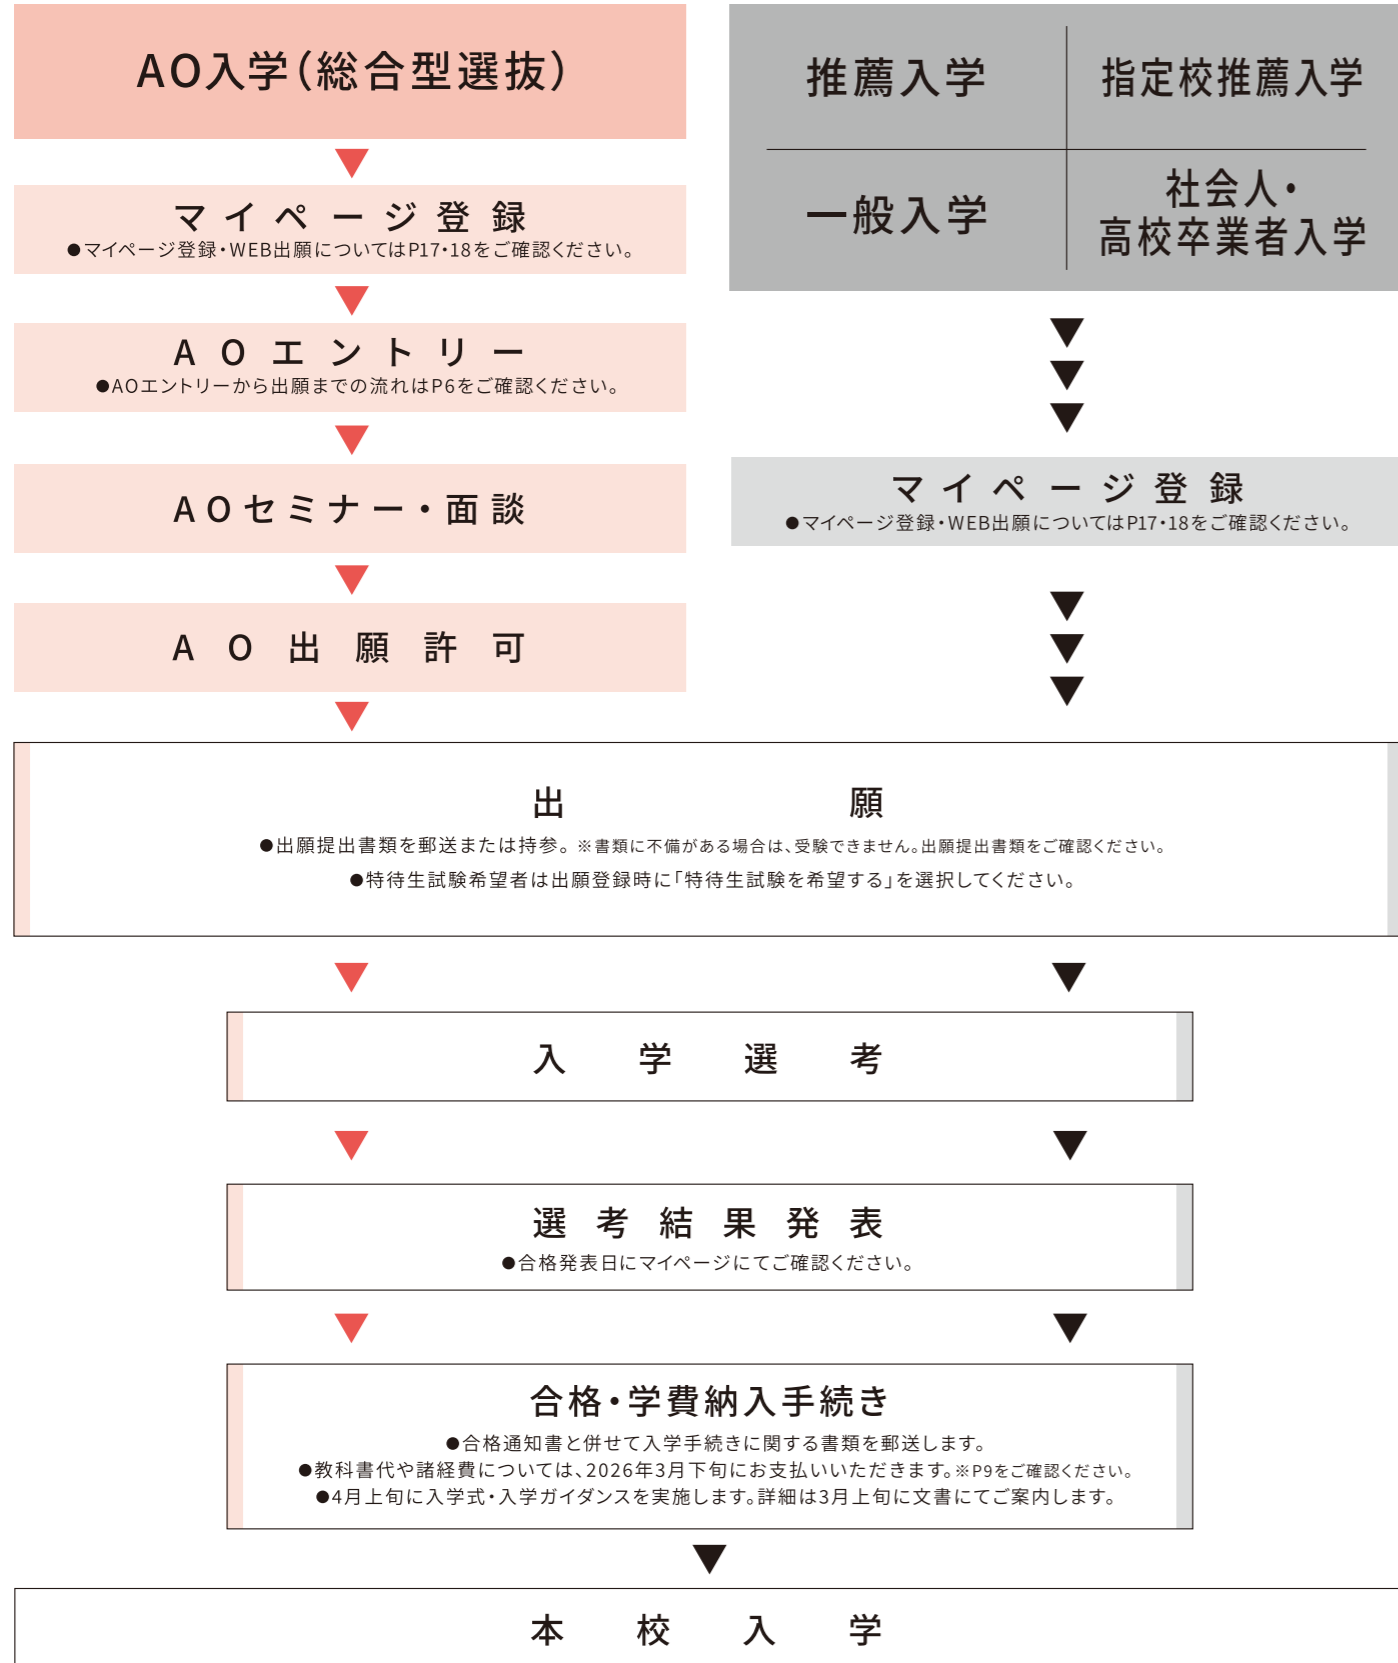 AO入学（総合型選抜）
マイページ登録
●マイページ登録・WEB出願についてはP17・18をご確認ください。
AOエントリー
●AOエントリーから出願までの流れはP6をご確認ください。
AOセミナー・面談
AO出願許可
推薦入学
指定校推薦入学
一般入学
社会人・
高校卒業者入学
マイページ登録
●マイページ登録・WEB出願についてはP17・18をご確認ください。
出願
●出願提出書類を郵送または持参。※書類に不備がある場合は、受験できません。出願提出書類をご確認ください。
●特待生試験希望者は出願登録時に「特待生試験を希望する」を選択してください。
入学選考
選考結果発表
●合格発表日にマイページにてご確認ください。
合格・学費納入手続き
●合格通知書と併せて入学手続きに関する書類を郵送します。
●教科書代や諸経費については、2026年3月下旬にお支払いいただきます。※P9をご確認ください。
●4月上旬に入学式・入学ガイダンスを実施します。詳細は3月上旬に文書にてご案内します。
本校入学